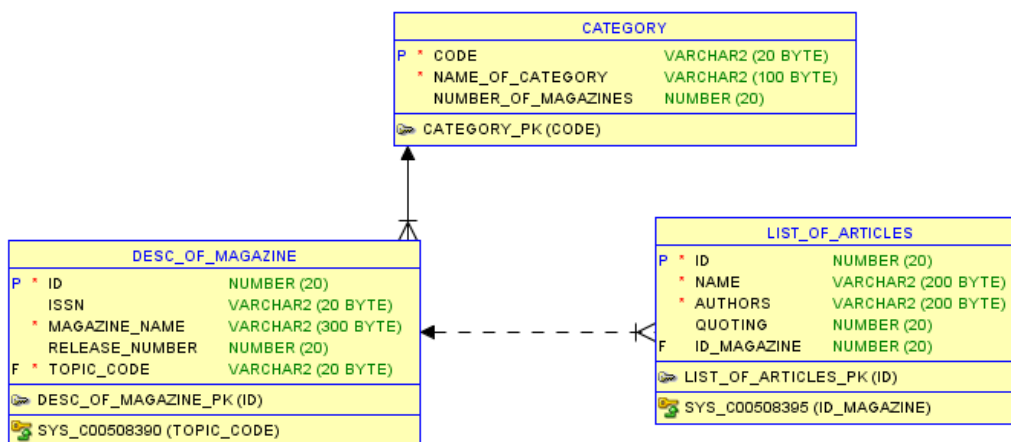 CATEGORY
P * CODE VARCHAR2 (20 BYTE)
* NAME_OF_CATEGORY VARCHAR2 (100 BYTE)
NUMBER_OF_MAGAZINES NUMBER (20)
CATEGORY_PK (CODE)
DESC_OF_MAGAZINE
P * ID NUMBER (20)
ISSN VARCHAR2 (20 BYTE)
* MAGAZINE_NAME VARCHAR2 (300 BYTE)
RELEASE_NUMBER NUMBER (20)
F * TOPIC_CODE VARCHAR2 (20 BYTE)
DESC_OF_MAGAZINE_PK (ID)
SYS_C00508390 (TOPIC_CODE)
LIST_OF_ARTICLES
P * ID NUMBER (20)
* NAME VARCHAR2 (200 BYTE)
* AUTHORS VARCHAR2 (200 BYTE)
QUOTING NUMBER (20)
F ID_MAGAZINE NUMBER (20)
LIST_OF_ARTICLES_PK (ID)
SYS_C00508395 (ID_MAGAZINE)